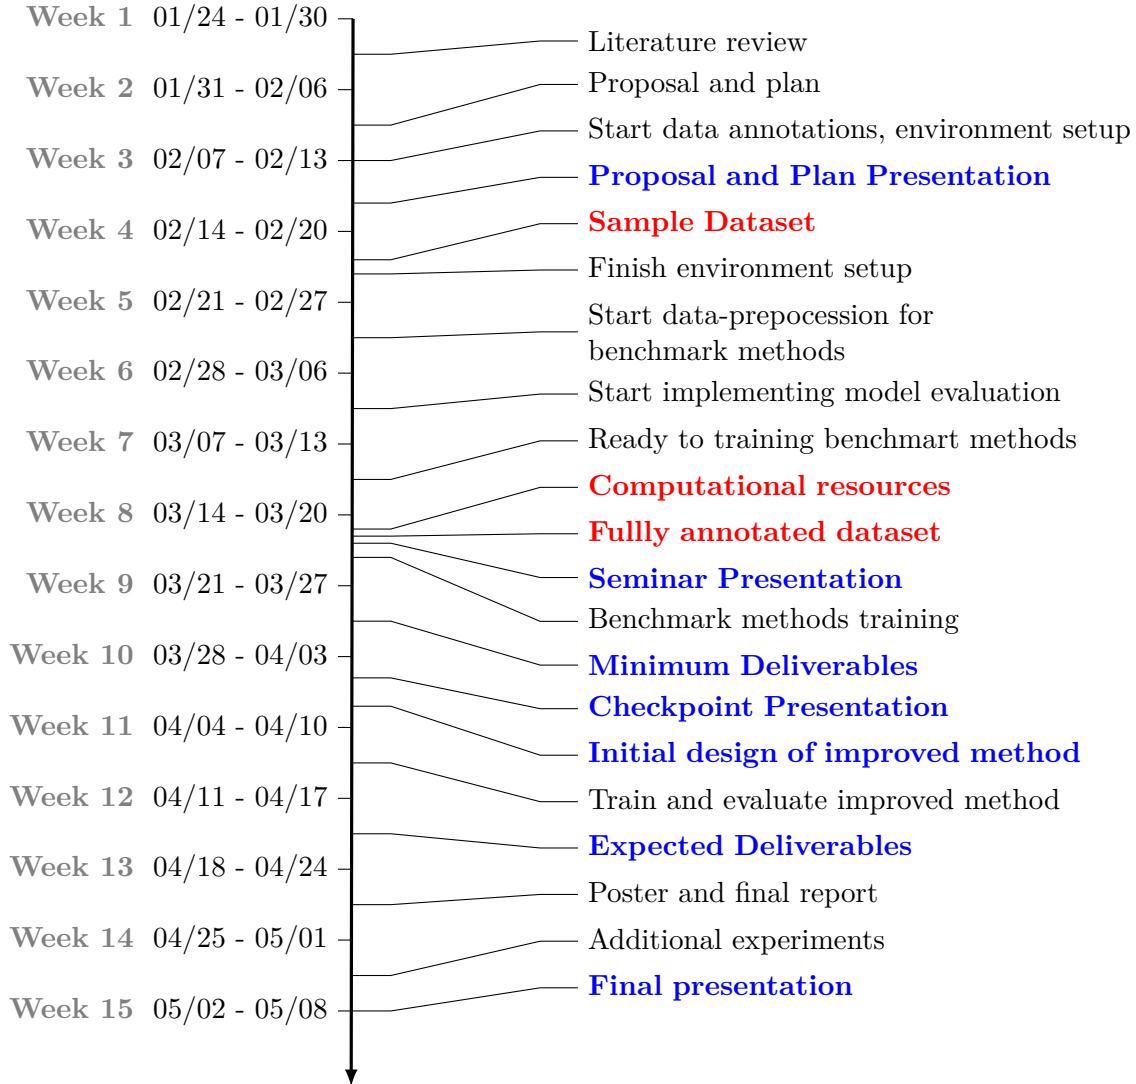 Week 1 01/24 - 01/30
Literature review
Week 2 01/31 - 02/06
Proposal and plan
Start data annotations, environment setup
Week 3 02/07 - 02/13
Proposal and Plan Presentation
Week 4 02/14 - 02/20
Sample Dataset
Finish environment setup
Week 5 02/21 - 02/27
Start data-prepocession for
benchmark methods
Week 6 02/28 - 03/06
Start implementing model evaluation
Week 7 03/07 - 03/13
Ready to training benchmart methods
Computational resources
Week 8 03/14 - 03/20
Fullly annotated dataset
Seminar Presentation
Week 9 03/21 - 03/27
Benchmark methods training
Week 10 03/28 - 04/03
Minimum Deliverables
Checkpoint Presentation
Week 11 04/04 - 04/10
Initial design of improved method
Week 12 04/11 - 04/17
Train and evaluate improved method
Expected Deliverables
Week 13 04/18 - 04/24
Poster and final report
Week 14 04/25 - 05/01
Additional experiments
Final presentation
Week 15 05/02 - 05/08